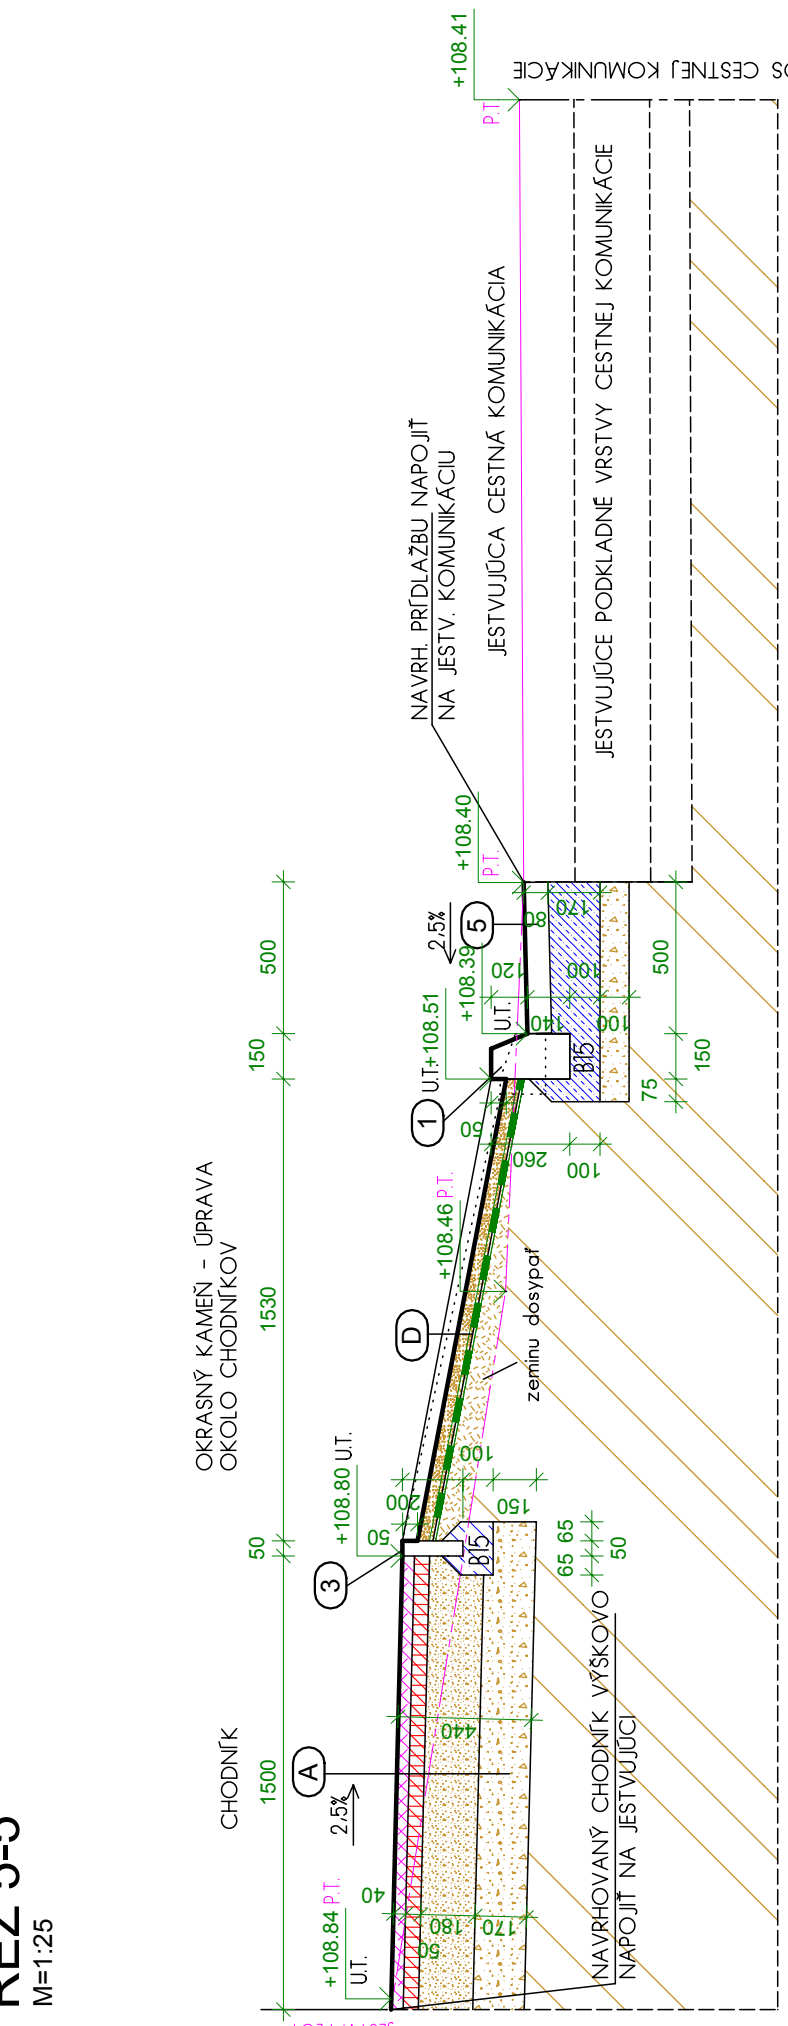 REZ 5-5
M=1:25
CHODNÍK
OKRASNÝ KAMEŇ - ÚPRAVA
OKOLO CHODNÍKOV
1500
50
1530
150
500
+108.84 P.T.
U.T.
2,5%
A
3
+108.80 U.T.
D
+108.46 P.T.
1
U.T.
+108.51
+108.39
U.T.
2,5%
5
+108.40
P.T.
NAVRH. PRÍDLAŽBU NAPOJIŤ
NA JESTV. KOMUNIKÁCIU
JESTVUJÚCA CESTNÁ KOMUNIKÁCIA
+108.41
P.T.
OS CESTNEJ KOMUNIKÁCIE
JESTVUJÚCE PODKLADNÉ VRSTVY CESTNEJ KOMUNIKÁCIE
40
50
180
170
440
50
200
100
150
B15
65
65
50
zeminu dosypať
50
260
100
120
140
100
100
80
170
B15
75
150
500
NAVRHOVANÝ CHODNÍK VÝŠKOVO
NAPOJIŤ NA JESTVUJÚCI